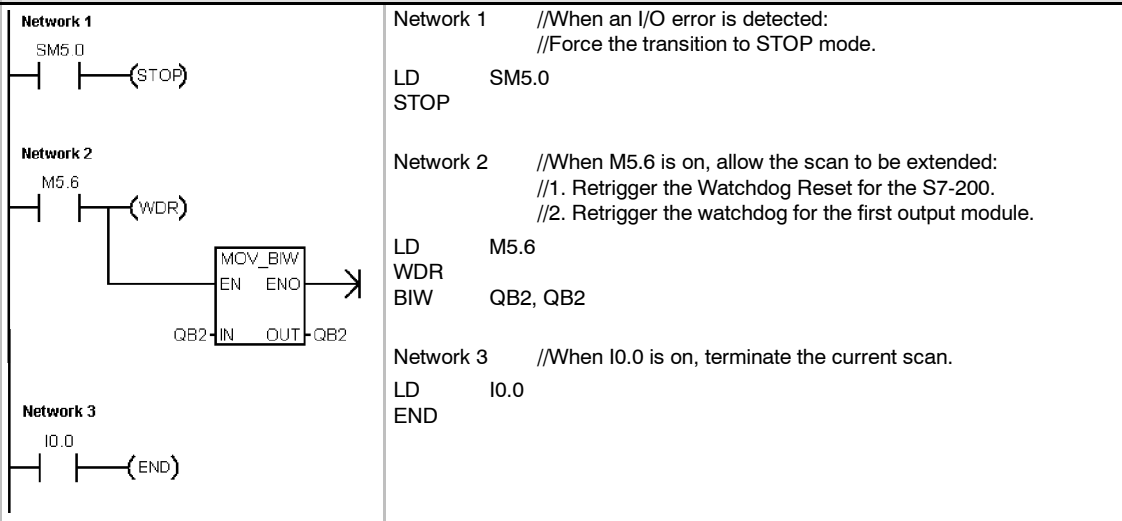 Network 1
SM5.0
(STOP)
Network 2
M5.6
(WDR)
MOV_BIW
EN ENO
QB2 IN OUT QB2
Network 3
I0.0
(END)
Network 1 //When an I/O error is detected:
//Force the transition to STOP mode.
LD SM5.0
STOP
Network 2 //When M5.6 is on, allow the scan to be extended:
//1. Retrigger the Watchdog Reset for the S7-200.
//2. Retrigger the watchdog for the first output module.
LD M5.6
WDR
BIW QB2, QB2
Network 3 //When I0.0 is on, terminate the current scan.
LD I0.0
END